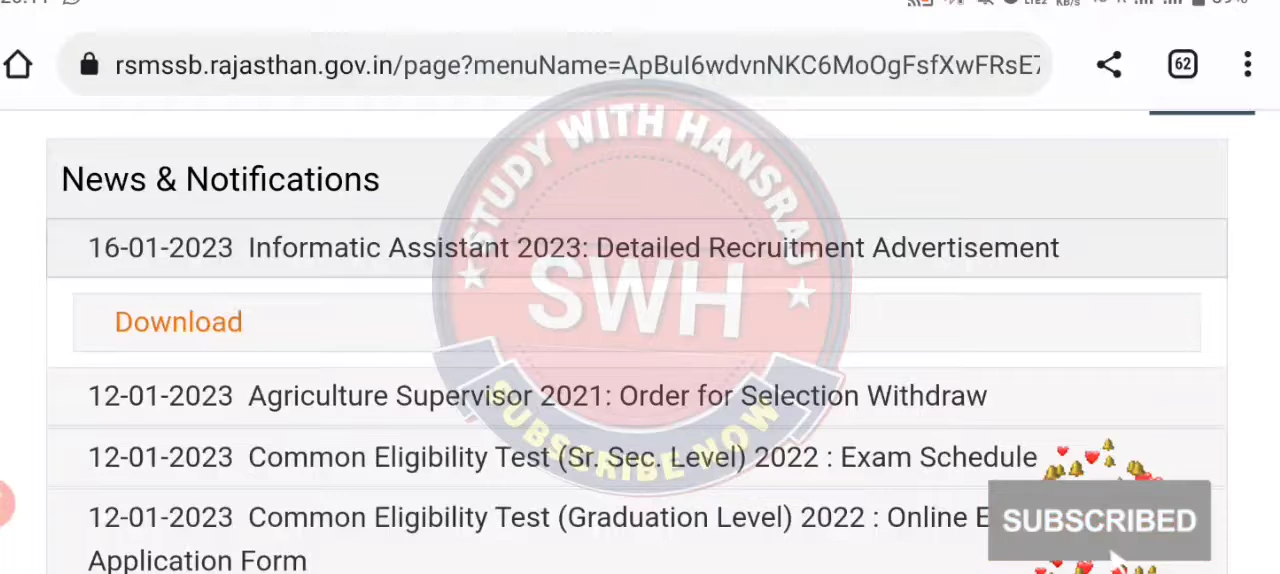 rsmssb.rajasthan.gov.in/page?menuName=ApBuI6wdvnNKC6MoOgFsfXwFRsE7
62
STUDY WITH HANSRAJ
News & Notifications
16-01-2023 Informatic Assistant 2023: Detailed Recruitment Advertisement
SWH
Download
12-01-2023 Agriculture Supervisor 2021: Order for Selection Withdraw
SUBSCRIBE NOW
12-01-2023 Common Eligibility Test (Sr. Sec. Level) 2022 : Exam Schedule
12-01-2023 Common Eligibility Test (Graduation Level) 2022 : Online E
SUBSCRIBED
Application Form